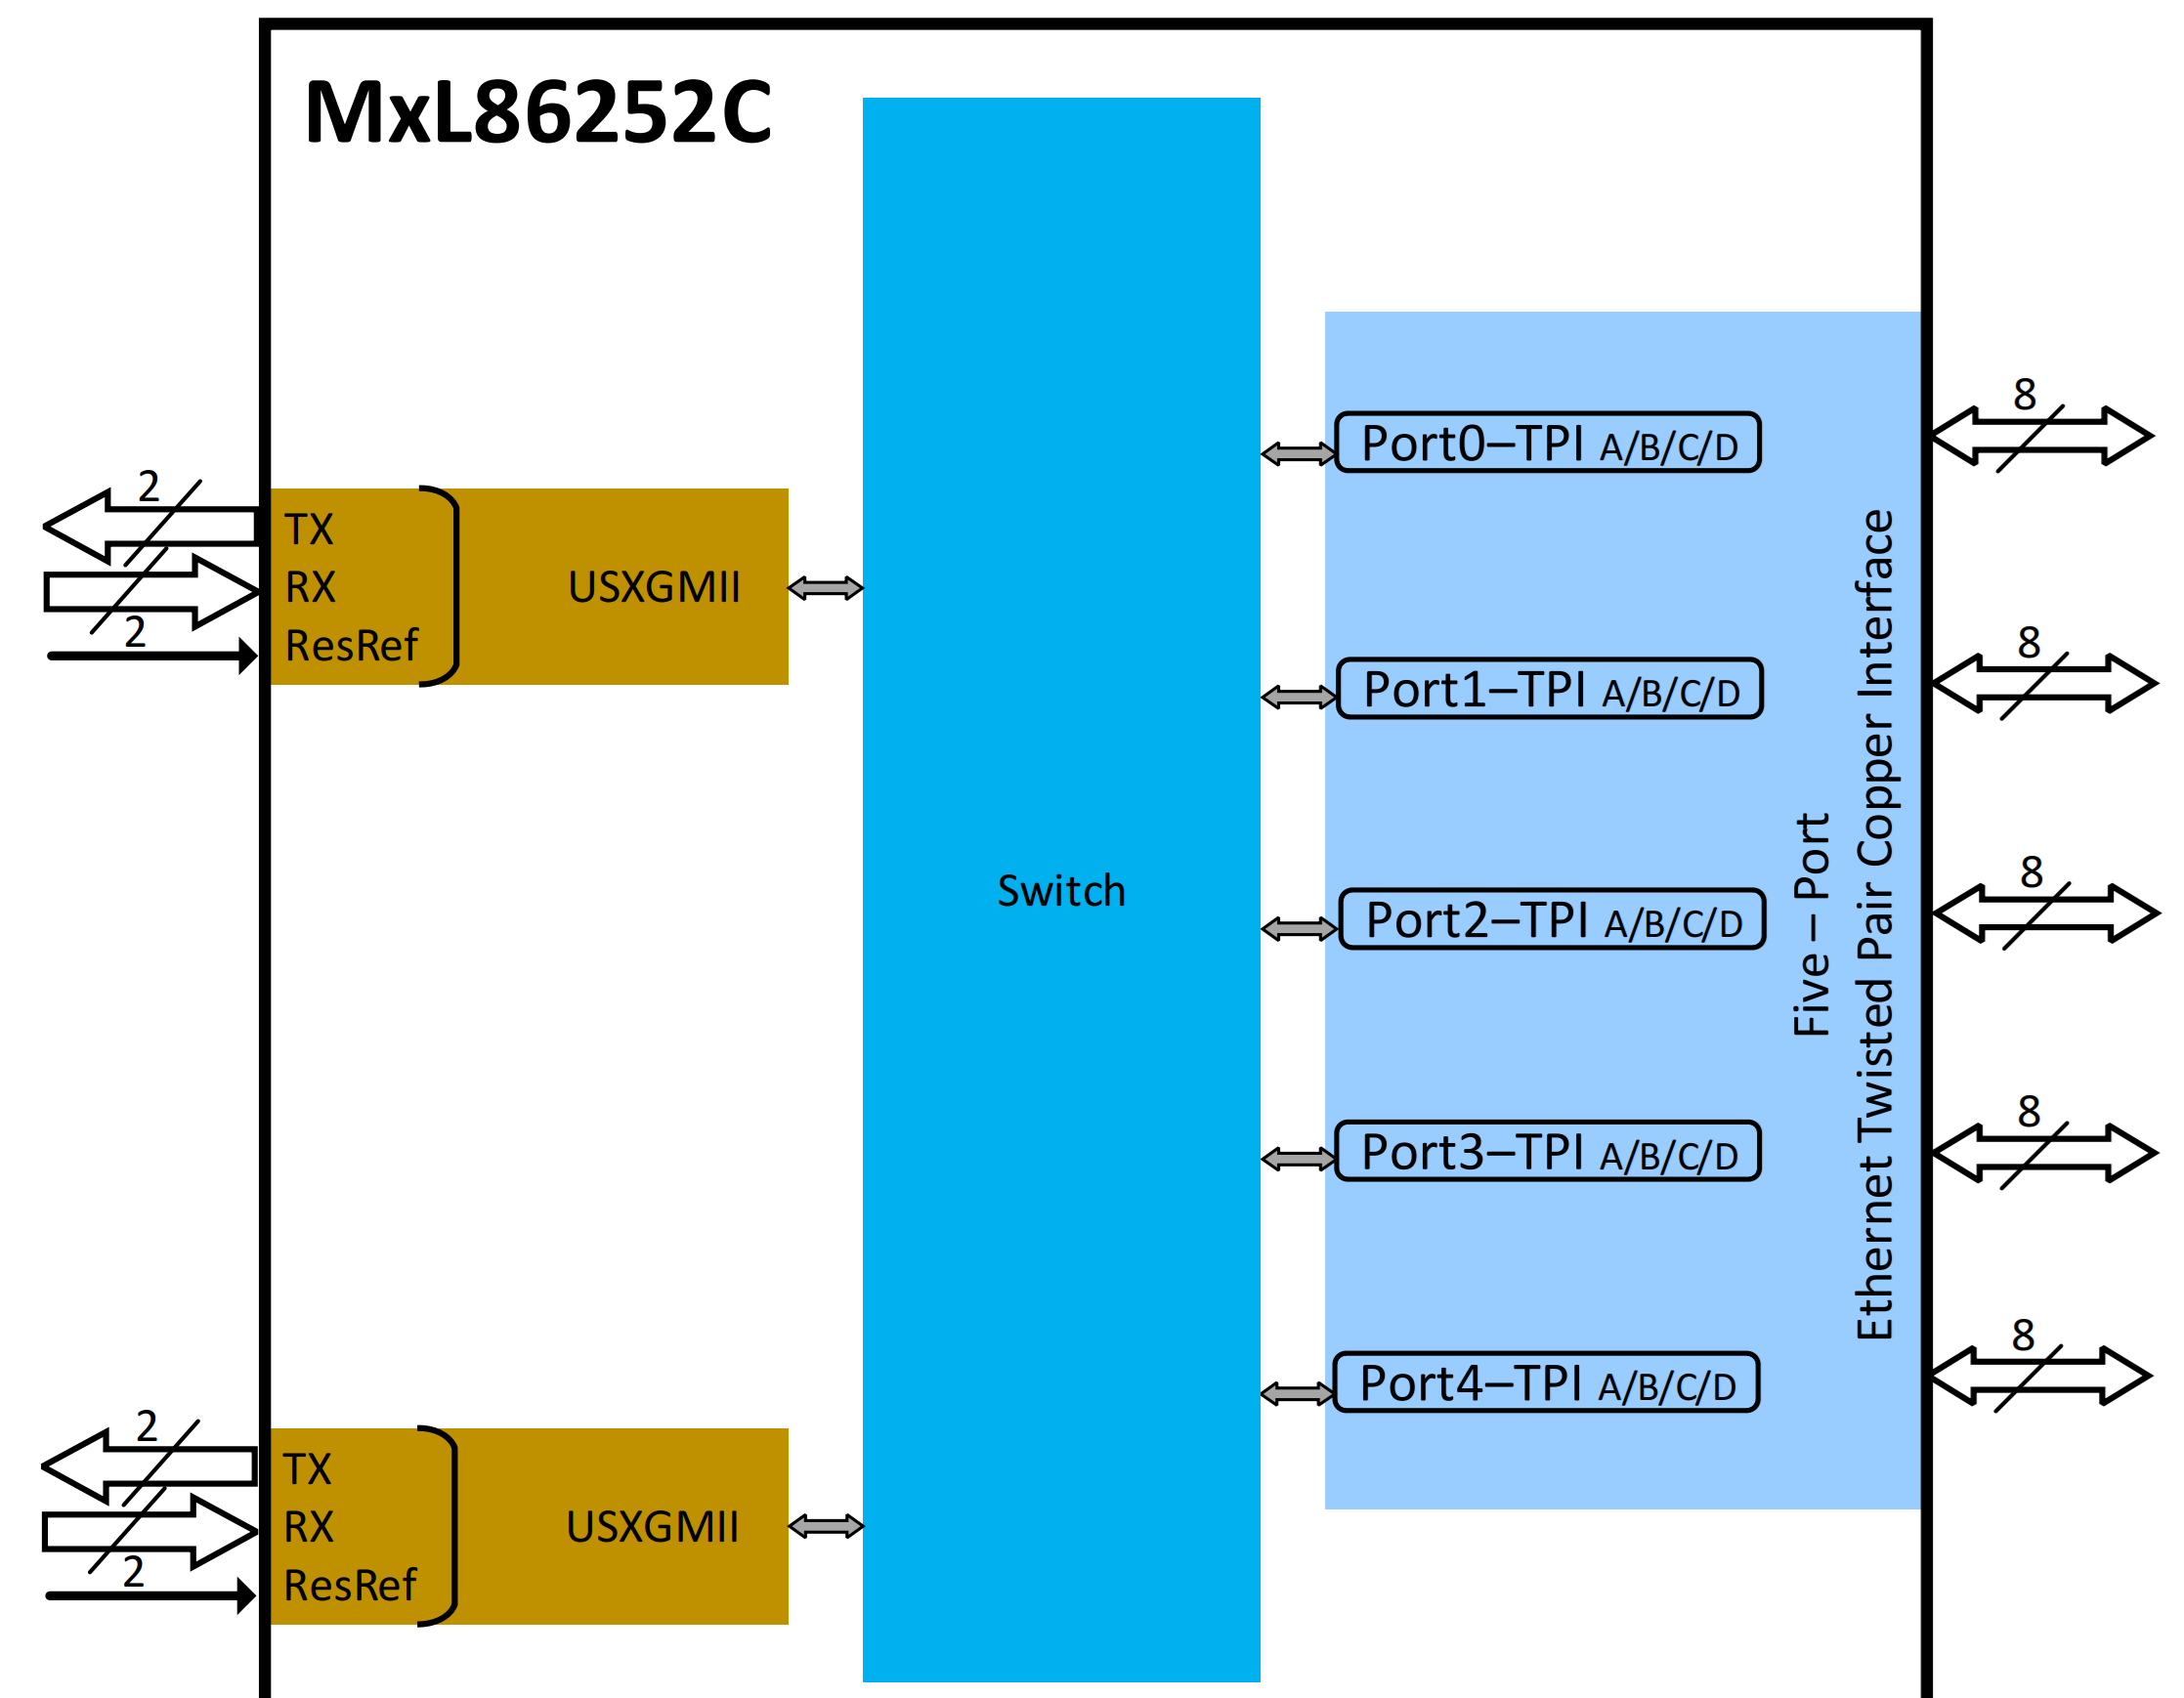 MxL86252C
2
TX
RX
ResRef
2
USXGMII
2
TX
RX
ResRef
2
USXGMII
Switch
Port0–TPI A/B/C/D
Port1–TPI A/B/C/D
Port2–TPI A/B/C/D
Port3–TPI A/B/C/D
Port4–TPI A/B/C/D
Five – Port
Ethernet Twisted Pair Copper Interface
8
8
8
8
8